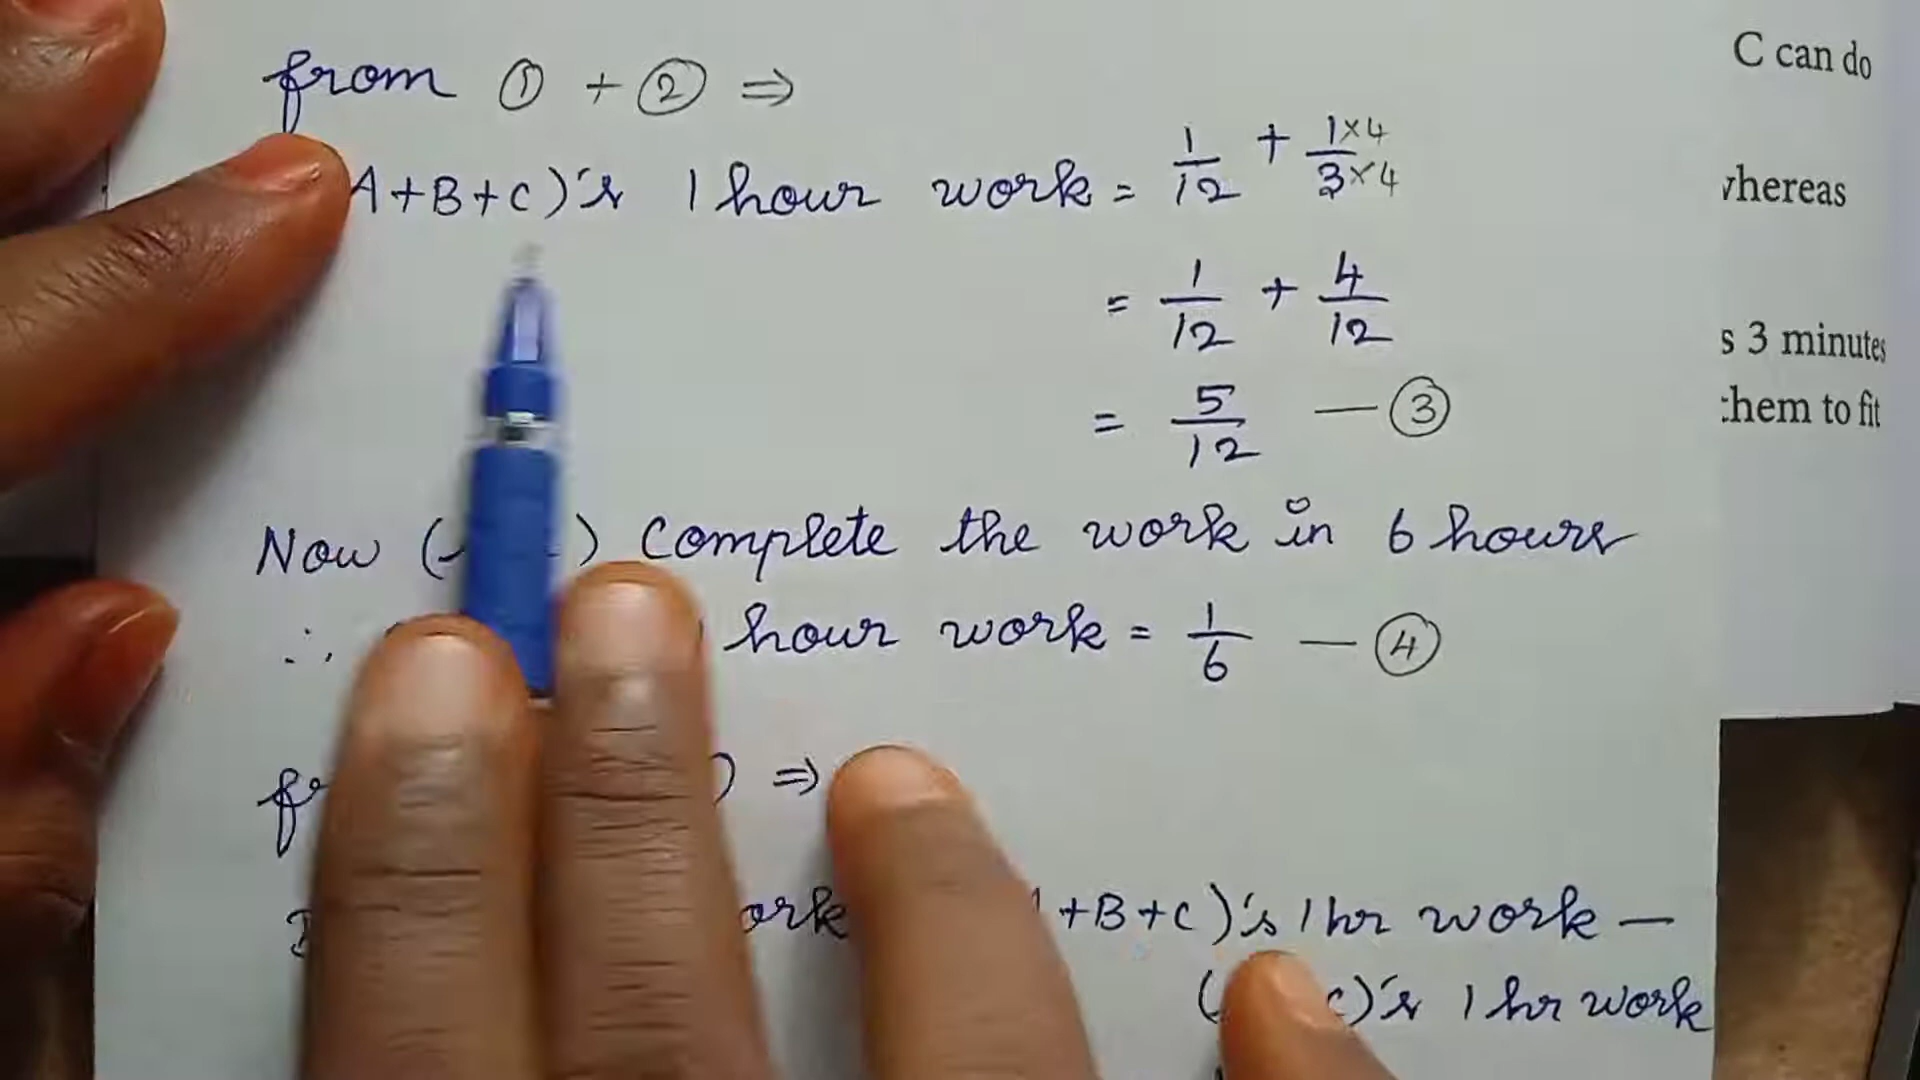 from ① + ② ⇒
A+B+C)'s 1 hour work = 1/12 + 1×4/3×4
= 1/12 + 4/12
= 5/12 — ③
Now ( ) complete the work in 6 hours
∴ hour work = 1/6 — ④
⇒
+B+C)'s 1 hr work —
( C)'s 1 hr work
C can do
whereas
s 3 minutes
them to fit